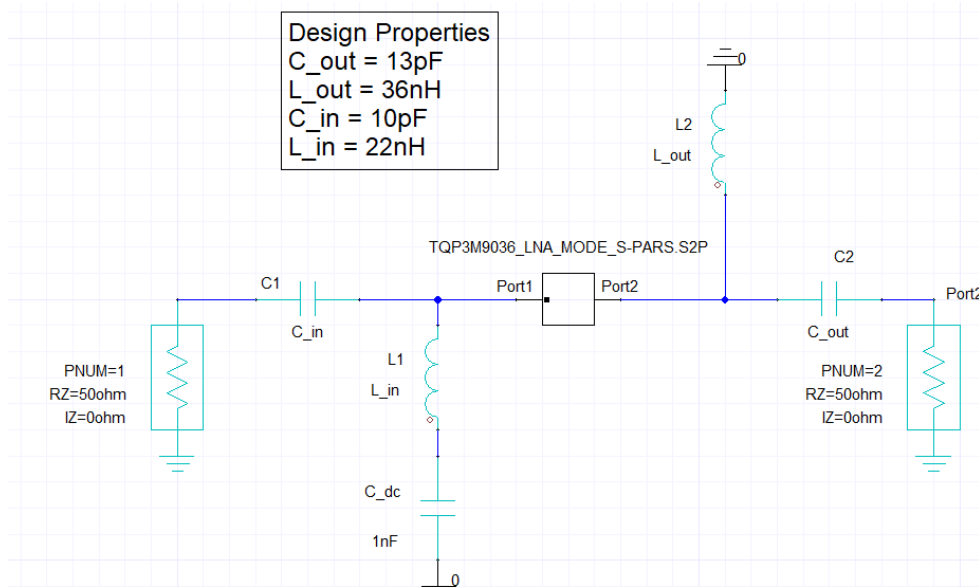 Design Properties
C_out = 13pF
L_out = 36nH
C_in = 10pF
L_in = 22nH
0
L2
L_out
TQP3M9036_LNA_MODE_S-PARS.S2P
C1
C_in
Port1
Port2
C2
C_out
Port2
PNUM=1
RZ=50ohm
IZ=0ohm
L1
L_in
PNUM=2
RZ=50ohm
IZ=0ohm
C_dc
1nF
0